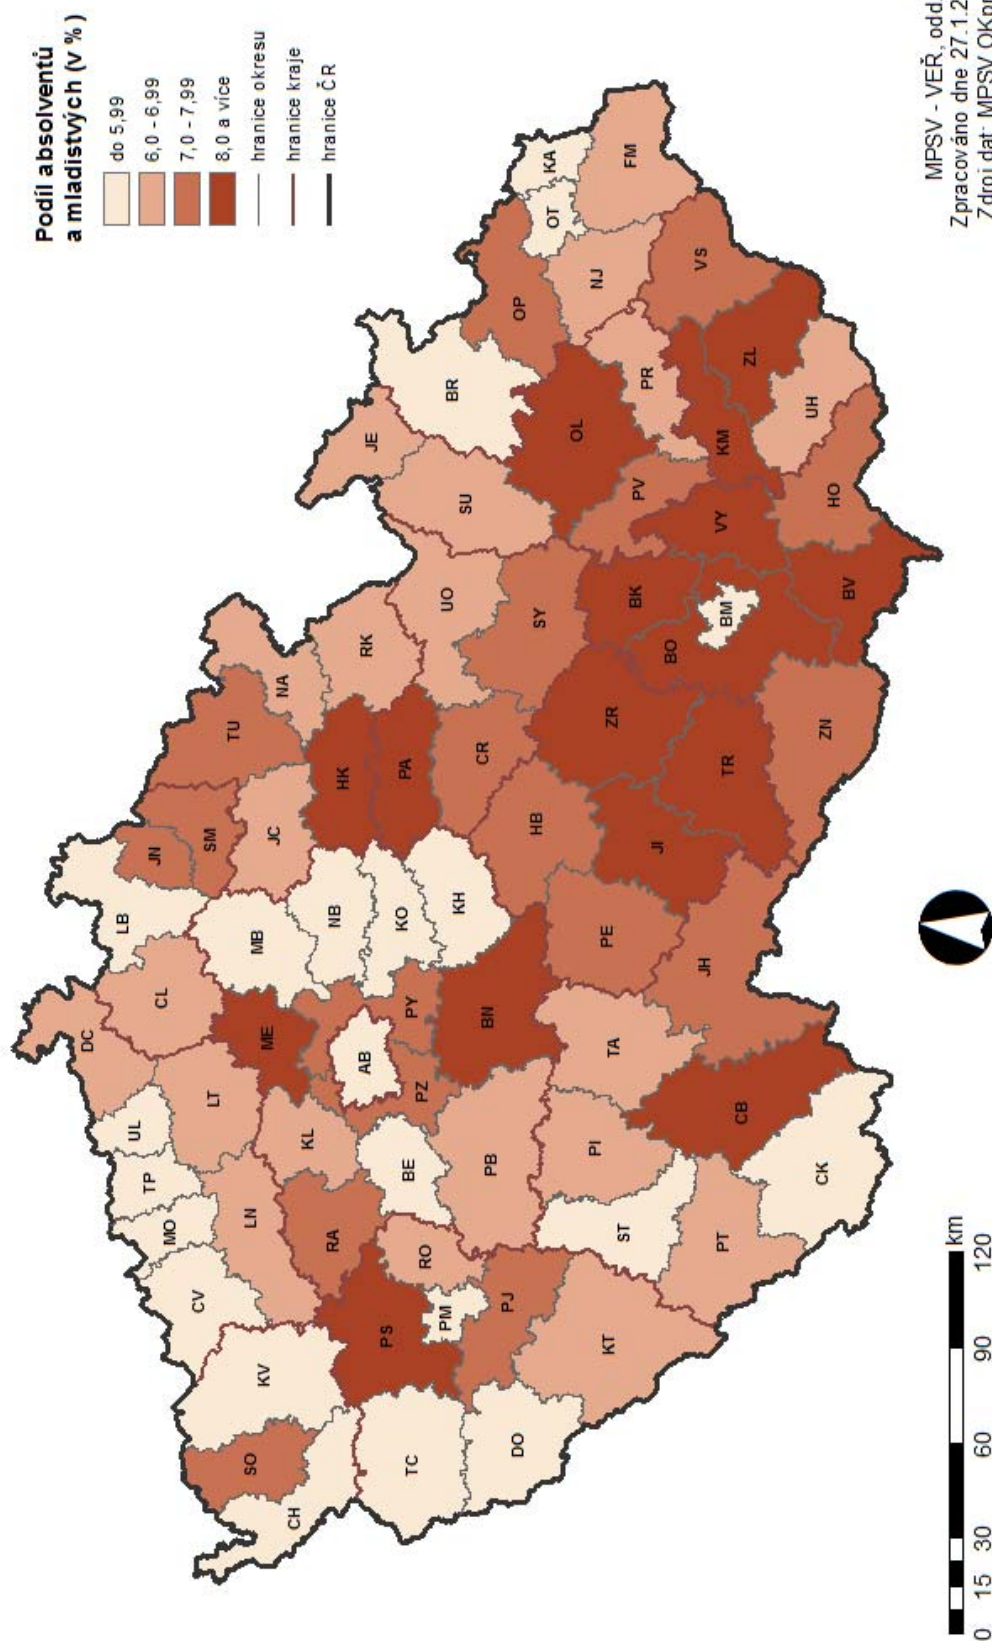 Podíl absolventů
a mladistvých (v %)
do 5,99
6,0 - 6,99
7,0 - 7,99
8,0 a více
hranice okresu
hranice kraje
hranice ČR
DC
LB
CL
JN
SM
TU
UL
TP
MO
LT
ME
MB
JC
NA
CV
LN
KL
NB
HK
RK
JE
KV
SO
CH
RA
AB
PY
PZ
KO
PA
UO
SU
BR
OP
OT
KA
PS
RO
BE
KH
CR
SY
OL
NJ
FM
TC
PM
PJ
PB
BN
HB
PV
PR
VS
DO
KT
ST
PI
TA
PE
ZR
BK
VY
KM
ZL
PT
CB
JH
JI
TR
BO
BM
UH
CK
ZN
BV
HO
0 15 30 60 90 120
km
MPSV - VEŘ, odd.
Zpracováno dne 27.1.2
Zdroj dat: MPSV OKpr